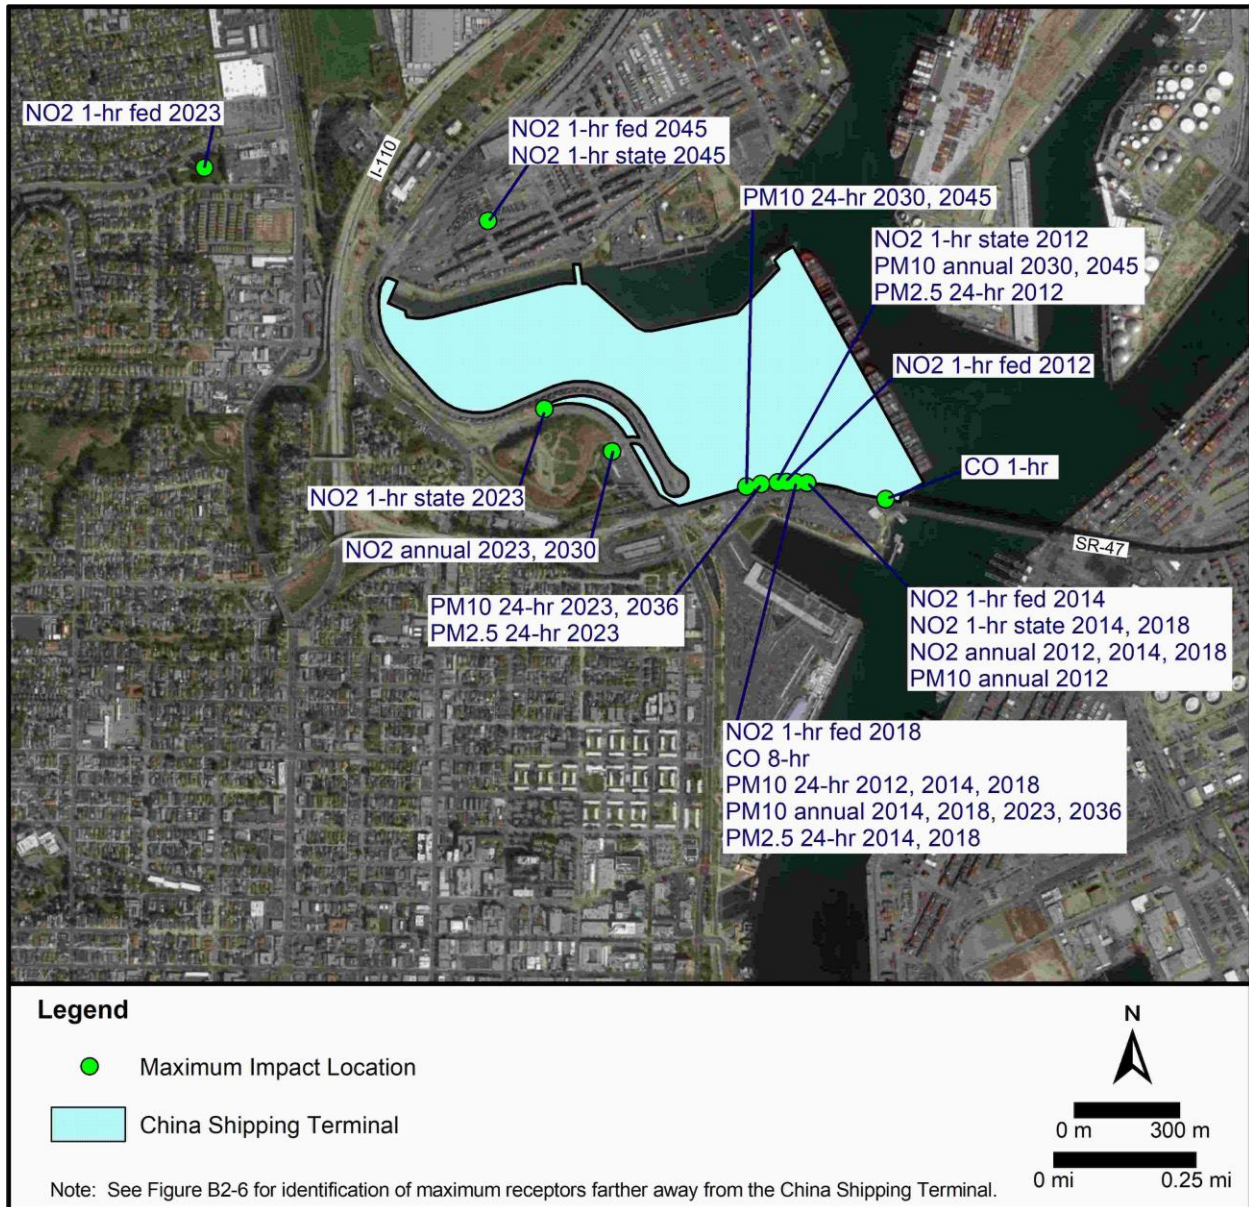 NO2 1-hr fed 2023
I-110
NO2 1-hr fed 2045
NO2 1-hr state 2045
PM10 24-hr 2030, 2045
NO2 1-hr state 2012
PM10 annual 2030, 2045
PM2.5 24-hr 2012
NO2 1-hr fed 2012
CO 1-hr
NO2 1-hr state 2023
SR-47
NO2 annual 2023, 2030
PM10 24-hr 2023, 2036
PM2.5 24-hr 2023
NO2 1-hr fed 2014
NO2 1-hr state 2014, 2018
NO2 annual 2012, 2014, 2018
PM10 annual 2012
NO2 1-hr fed 2018
CO 8-hr
PM10 24-hr 2012, 2014, 2018
PM10 annual 2014, 2018, 2023, 2036
PM2.5 24-hr 2014, 2018
Legend
Maximum Impact Location
China Shipping Terminal
N
0 m 300 m
0 mi 0.25 mi
Note: See Figure B2-6 for identification of maximum receptors farther away from the China Shipping Terminal.